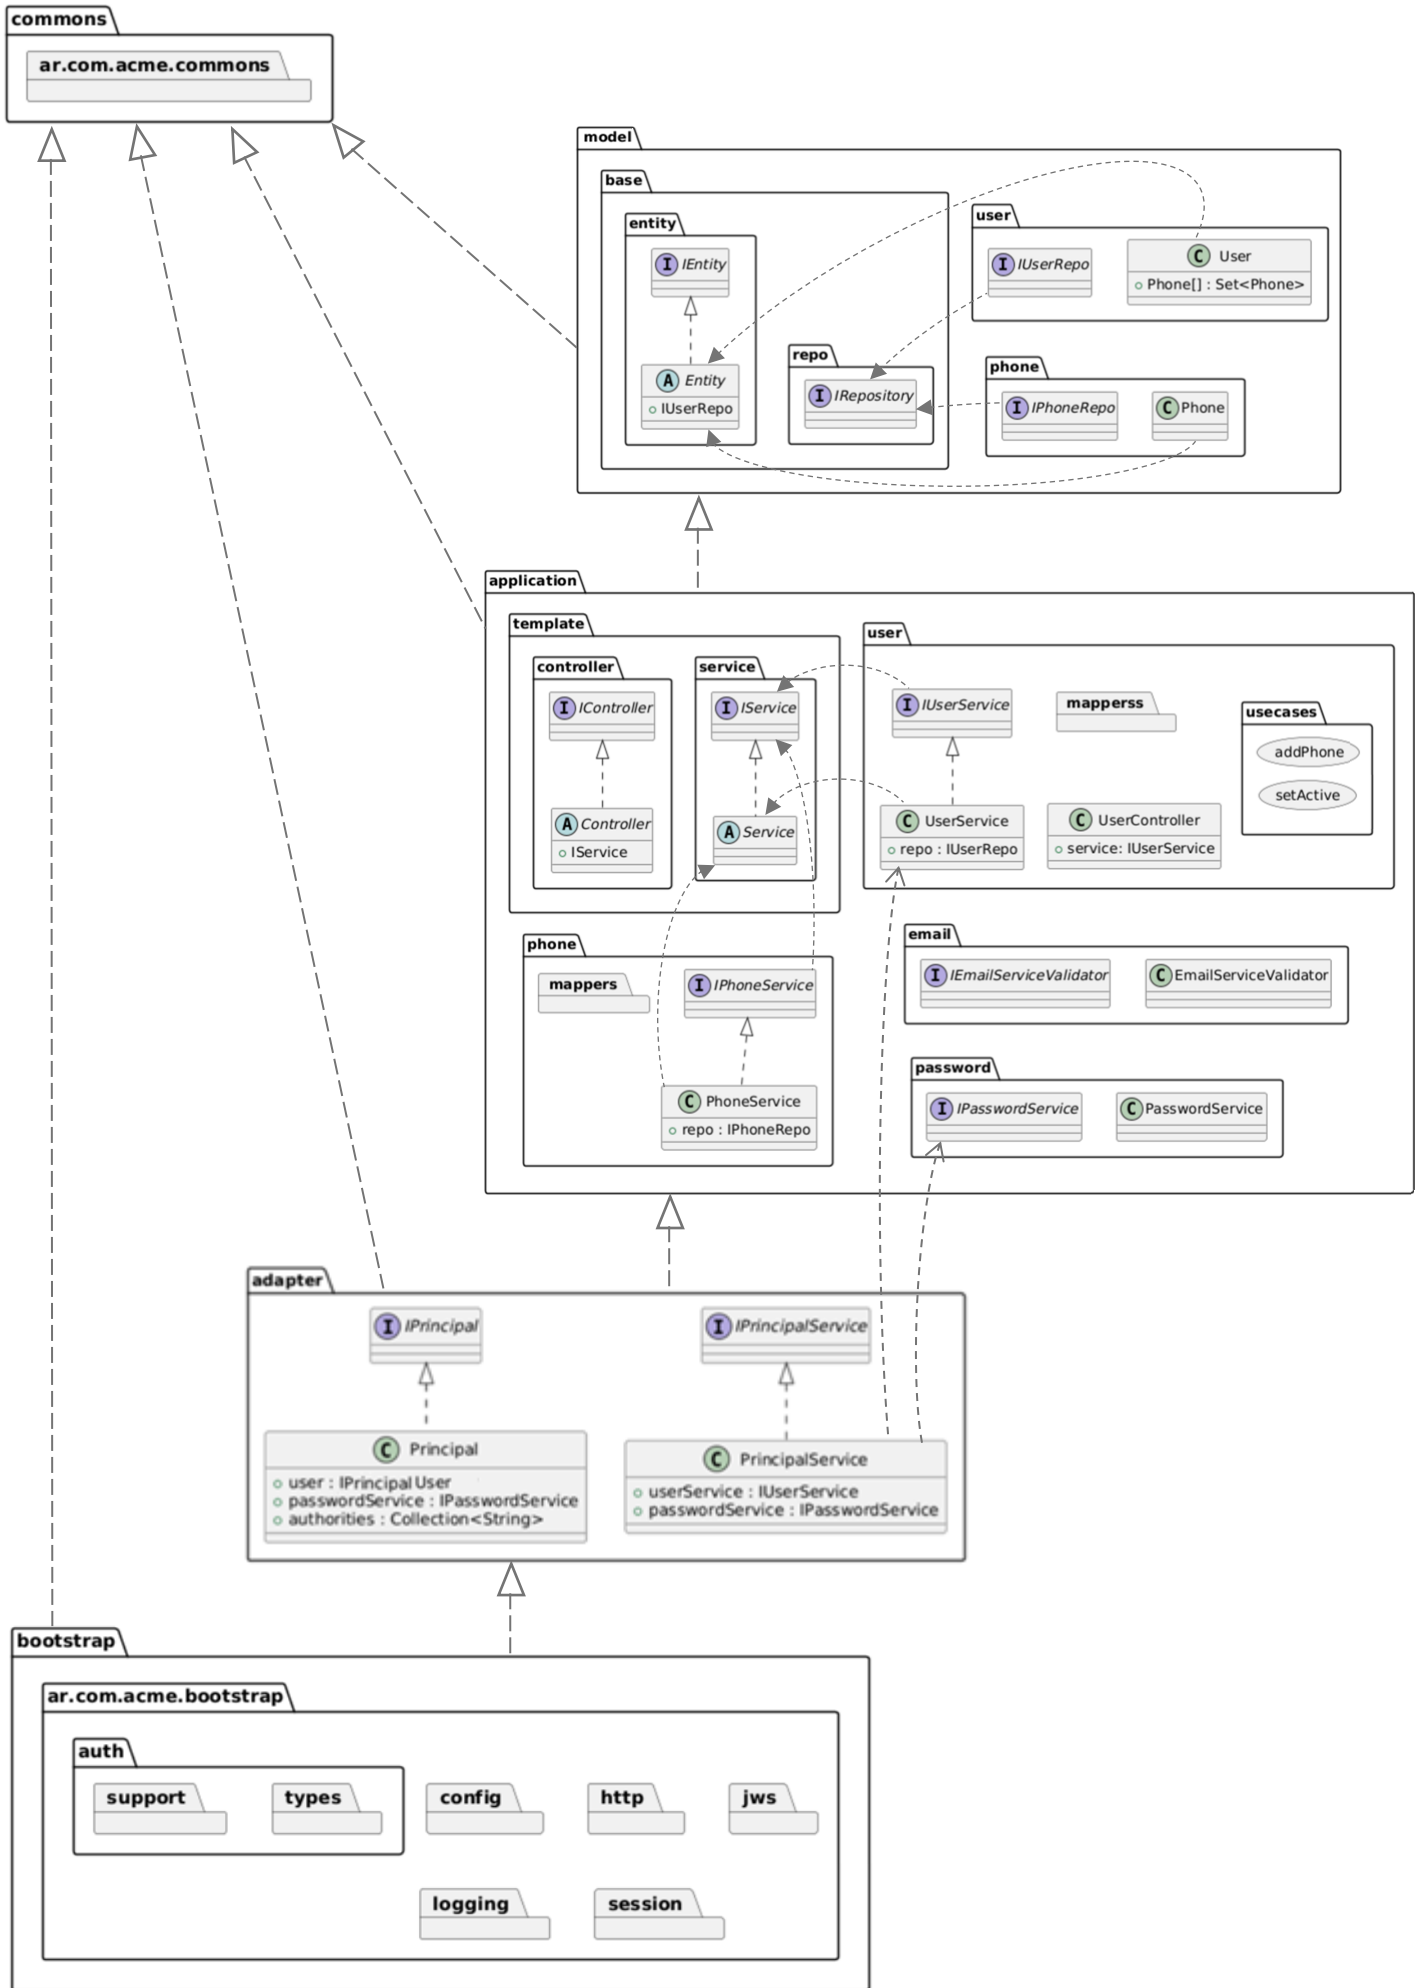 commons
ar.com.acme.commons
model
base
entity
I IEntity
A Entity
IUserRepo
repo
I IRepository
user
I IUserRepo
C User
Phone[] : Set<Phone>
phone
I IPhoneRepo
C Phone
application
template
controller
I IController
A Controller
IService
service
I IService
A Service
user
I IUserService
mapperss
C UserService
repo : IUserRepo
C UserController
service: IUserService
usecases
addPhone
setActive
phone
mappers
I IPhoneService
C PhoneService
repo : IPhoneRepo
email
I IEmailServiceValidator
C EmailServiceValidator
password
I IPasswordService
C PasswordService
adapter
I IPrincipal
C Principal
user : IPrincipal User
passwordService : IPasswordService
authorities : Collection<String>
I IPrincipalService
C PrincipalService
userService : IUserService
passwordService : IPasswordService
bootstrap
ar.com.acme.bootstrap
auth
support
types
config
http
jws
logging
session